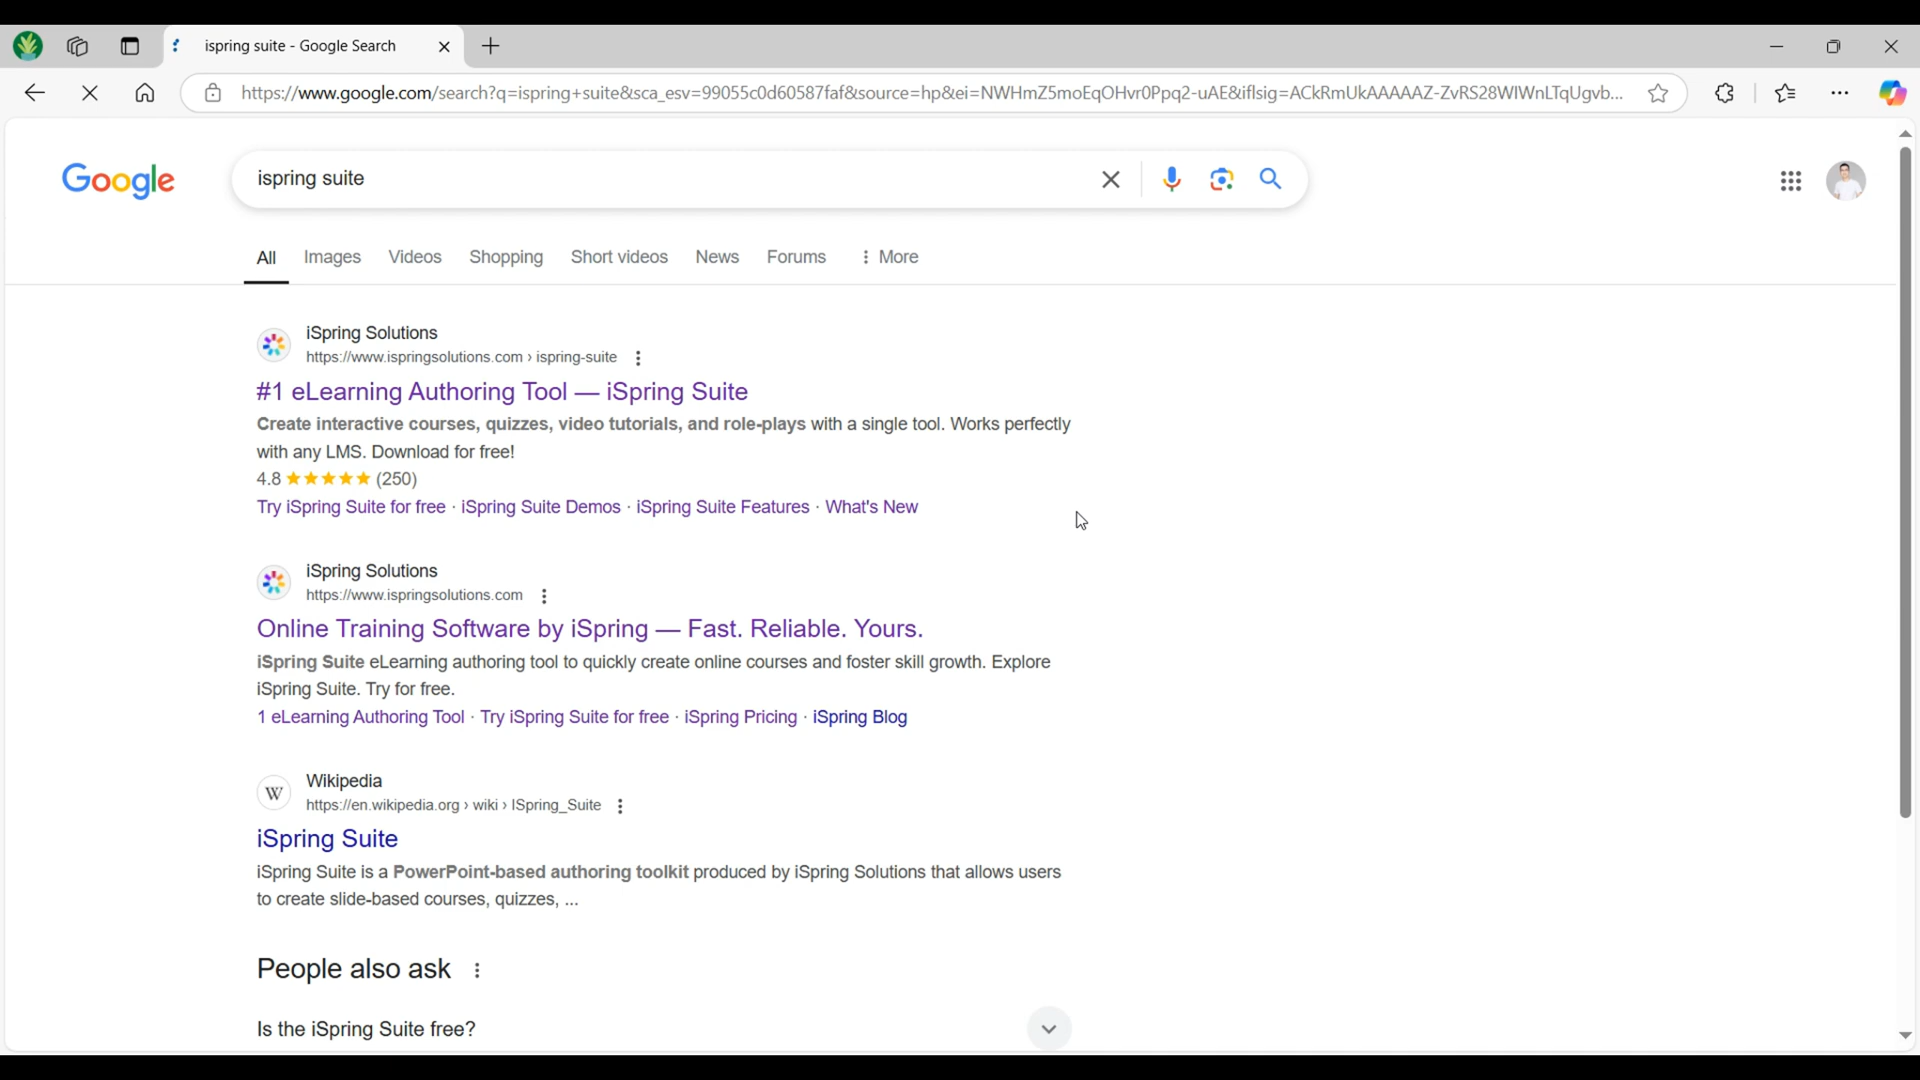 ispring suite - Google Search
https://www.google.com/search?q=ispring+suite&sca_esv=99055c0d60587faf&source=hp&ei=NWHmZ5moEqOHvr0Ppq2-uAE&iflsig=ACkRmUkAAAAAZ-ZvRS28WIWnLTqUgvb...
Google
ispring suite
All Images Videos Shopping Short videos News Forums More
iSpring Solutions
https://www.ispringsolutions.com › ispring-suite
#1 eLearning Authoring Tool — iSpring Suite
Create interactive courses, quizzes, video tutorials, and role-plays with a single tool. Works perfectly
with any LMS. Download for free!
4.8 ★★★★★ (250)
Try iSpring Suite for free · iSpring Suite Demos · iSpring Suite Features · What's New
iSpring Solutions
https://www.ispringsolutions.com
Online Training Software by iSpring — Fast. Reliable. Yours.
iSpring Suite eLearning authoring tool to quickly create online courses and foster skill growth. Explore
iSpring Suite. Try for free.
1 eLearning Authoring Tool · Try iSpring Suite for free · iSpring Pricing · iSpring Blog
W
Wikipedia
https://en.wikipedia.org › wiki › ISpring_Suite
iSpring Suite
iSpring Suite is a PowerPoint-based authoring toolkit produced by iSpring Solutions that allows users
to create slide-based courses, quizzes, ...
People also ask
Is the iSpring Suite free?